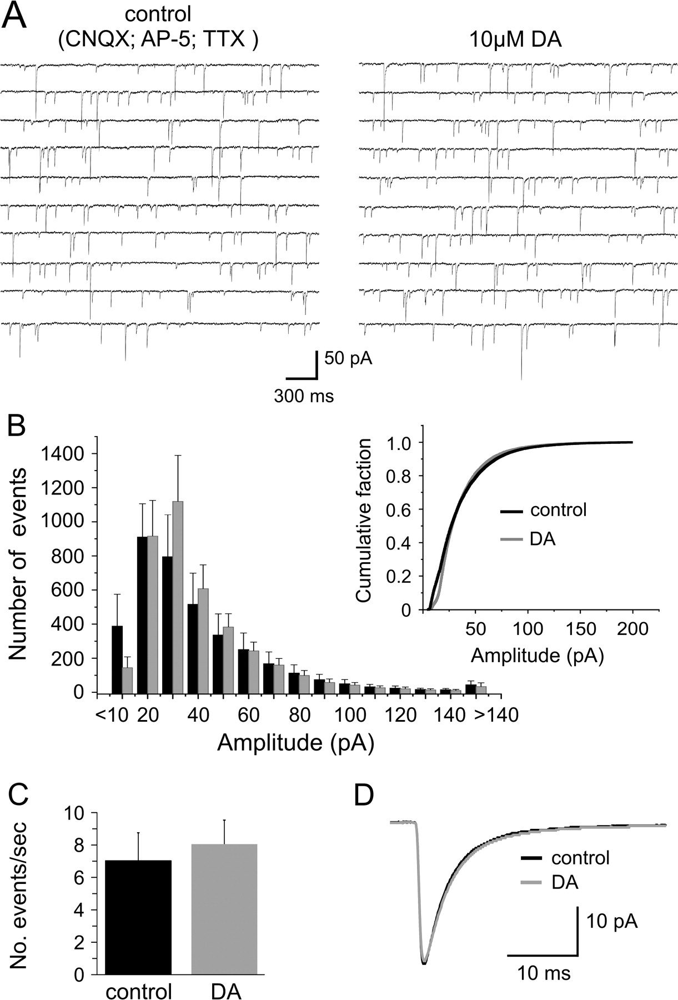 A
control
(CNQX; AP-5; TTX )
10µM DA
50 pA
300 ms
B
1400
1200
1000
800
600
400
200
0
Number of events
<10 20 40 60 80 100 120 140 >140
Amplitude (pA)
1.0
0.8
0.6
0.4
0.2
0
Cumulative faction
control
DA
50 100 150 200
Amplitude (pA)
C
10
8
6
4
2
0
No. events/sec
control DA
D
control
DA
10 pA
10 ms